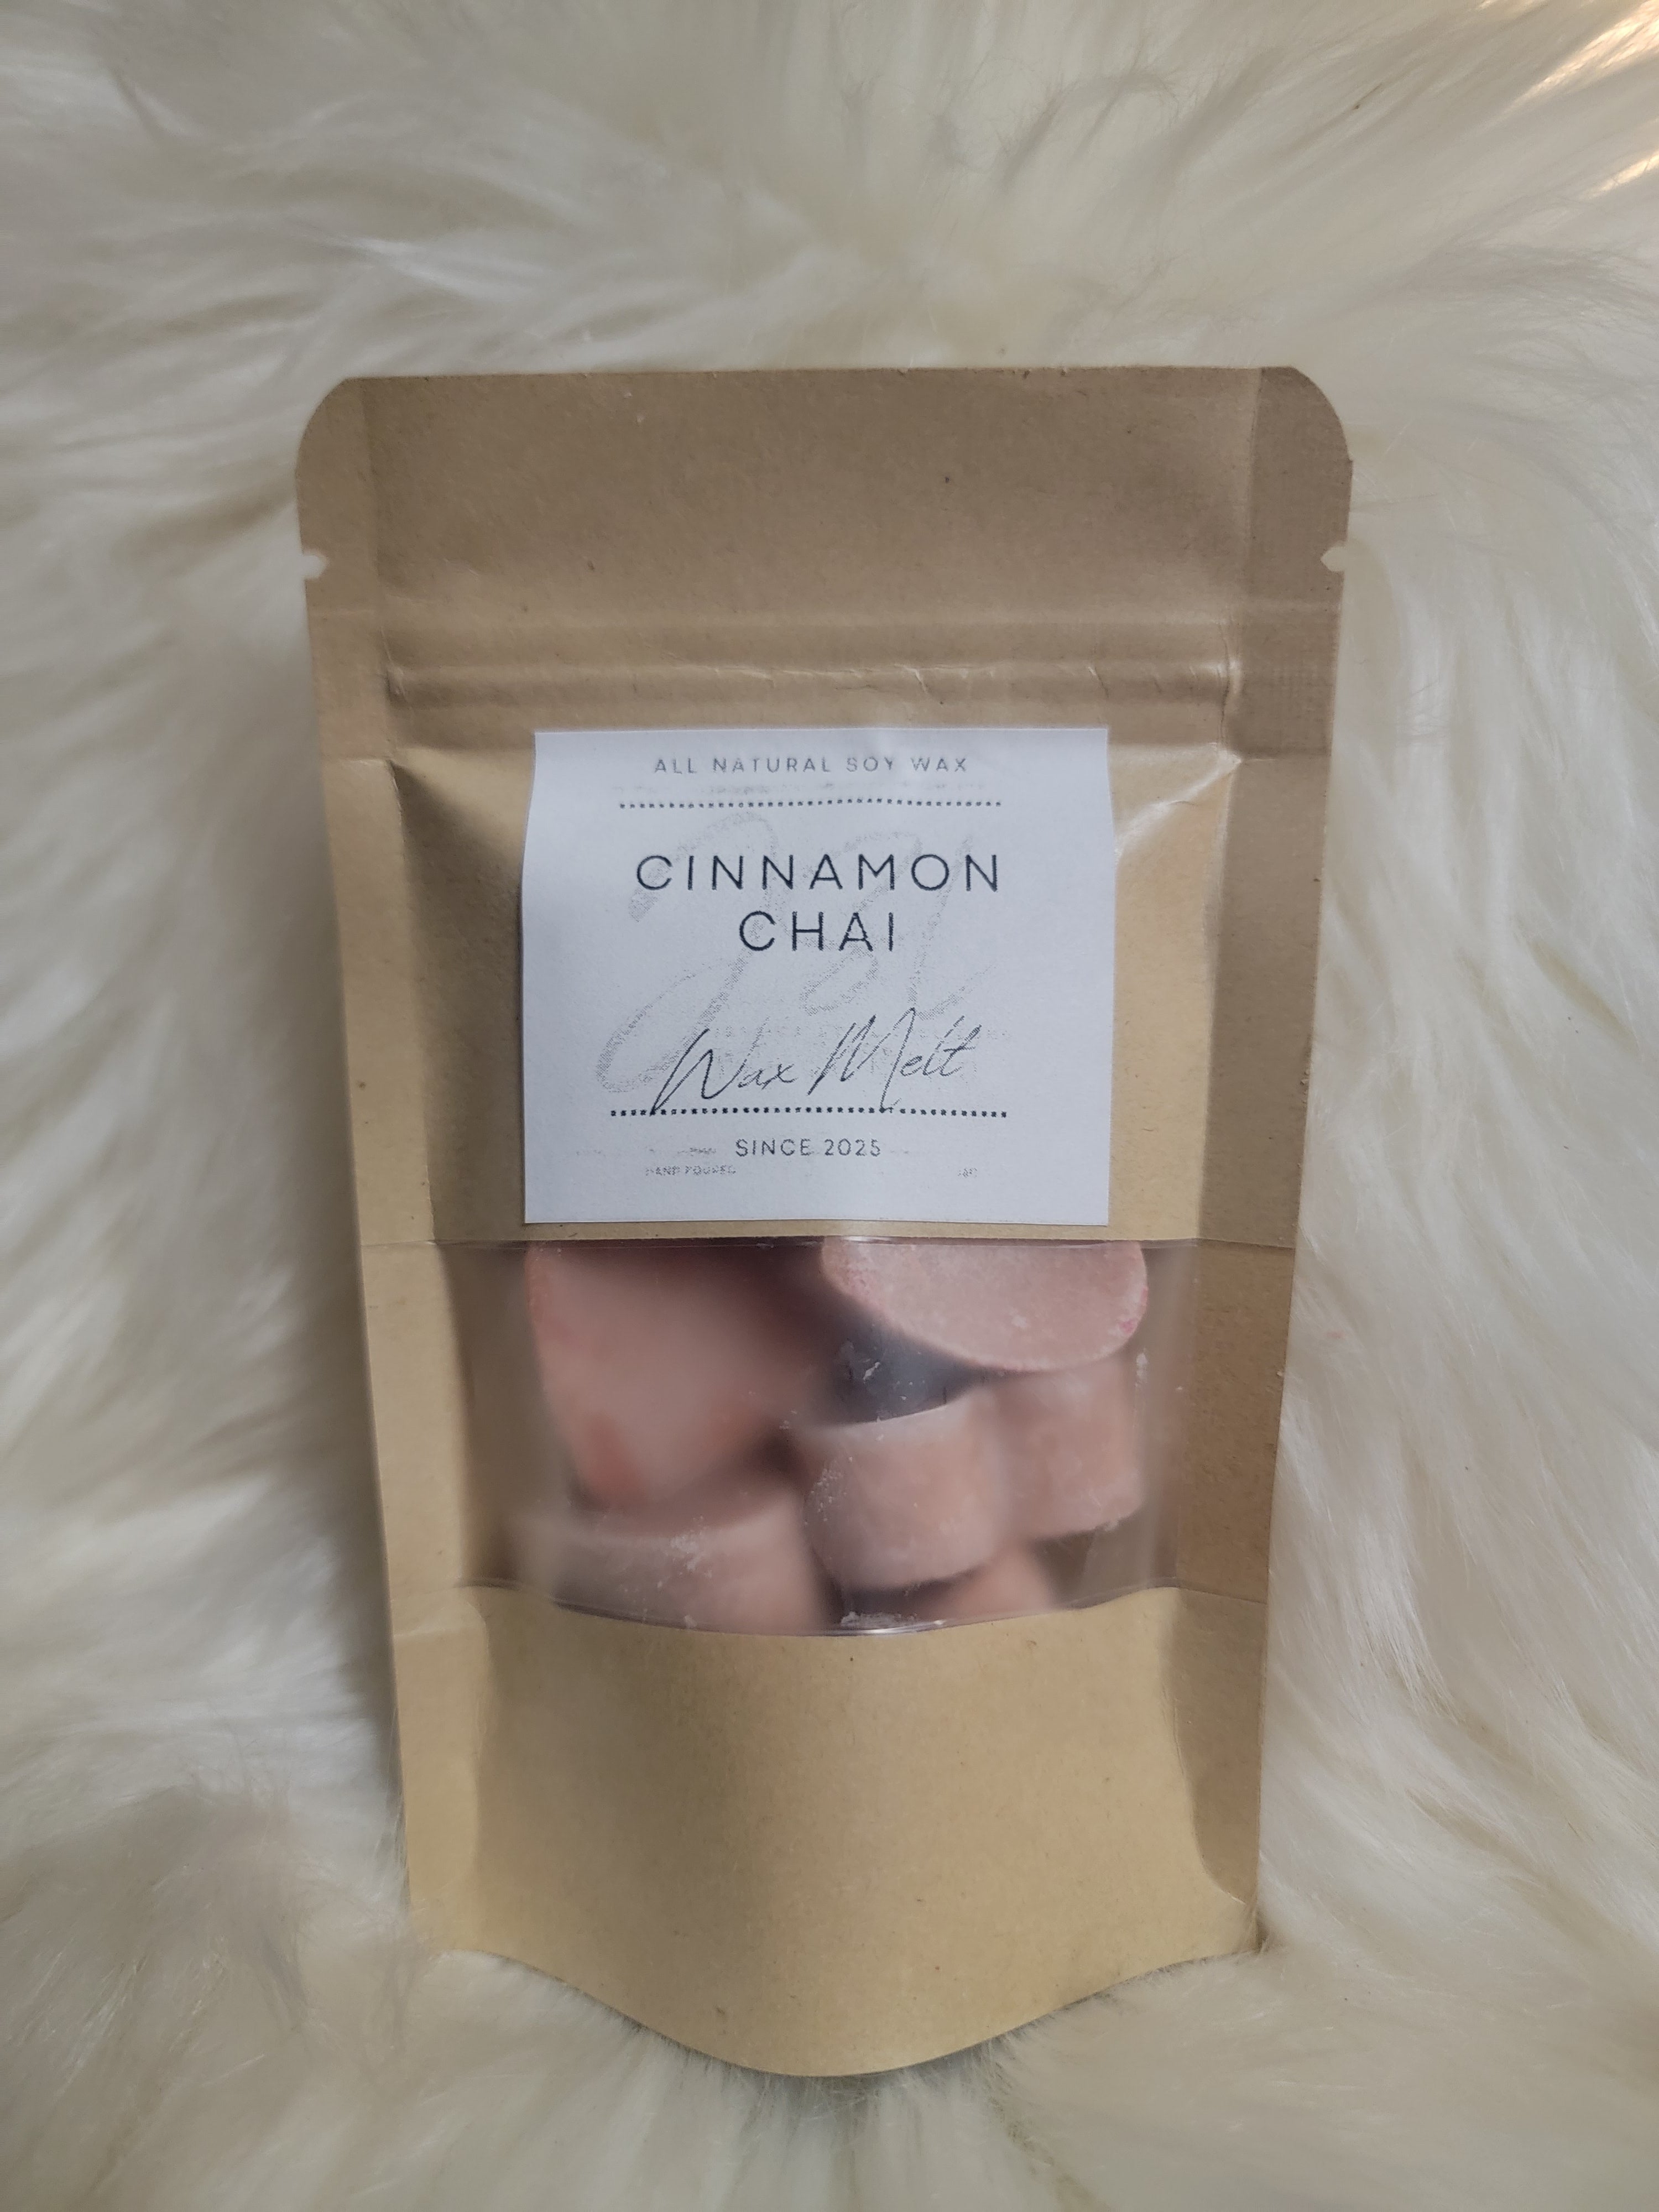 ALL NATURAL SOY WAX
CINNAMON
CHAI
Wax Melt
SINCE 2025
HAND POURED